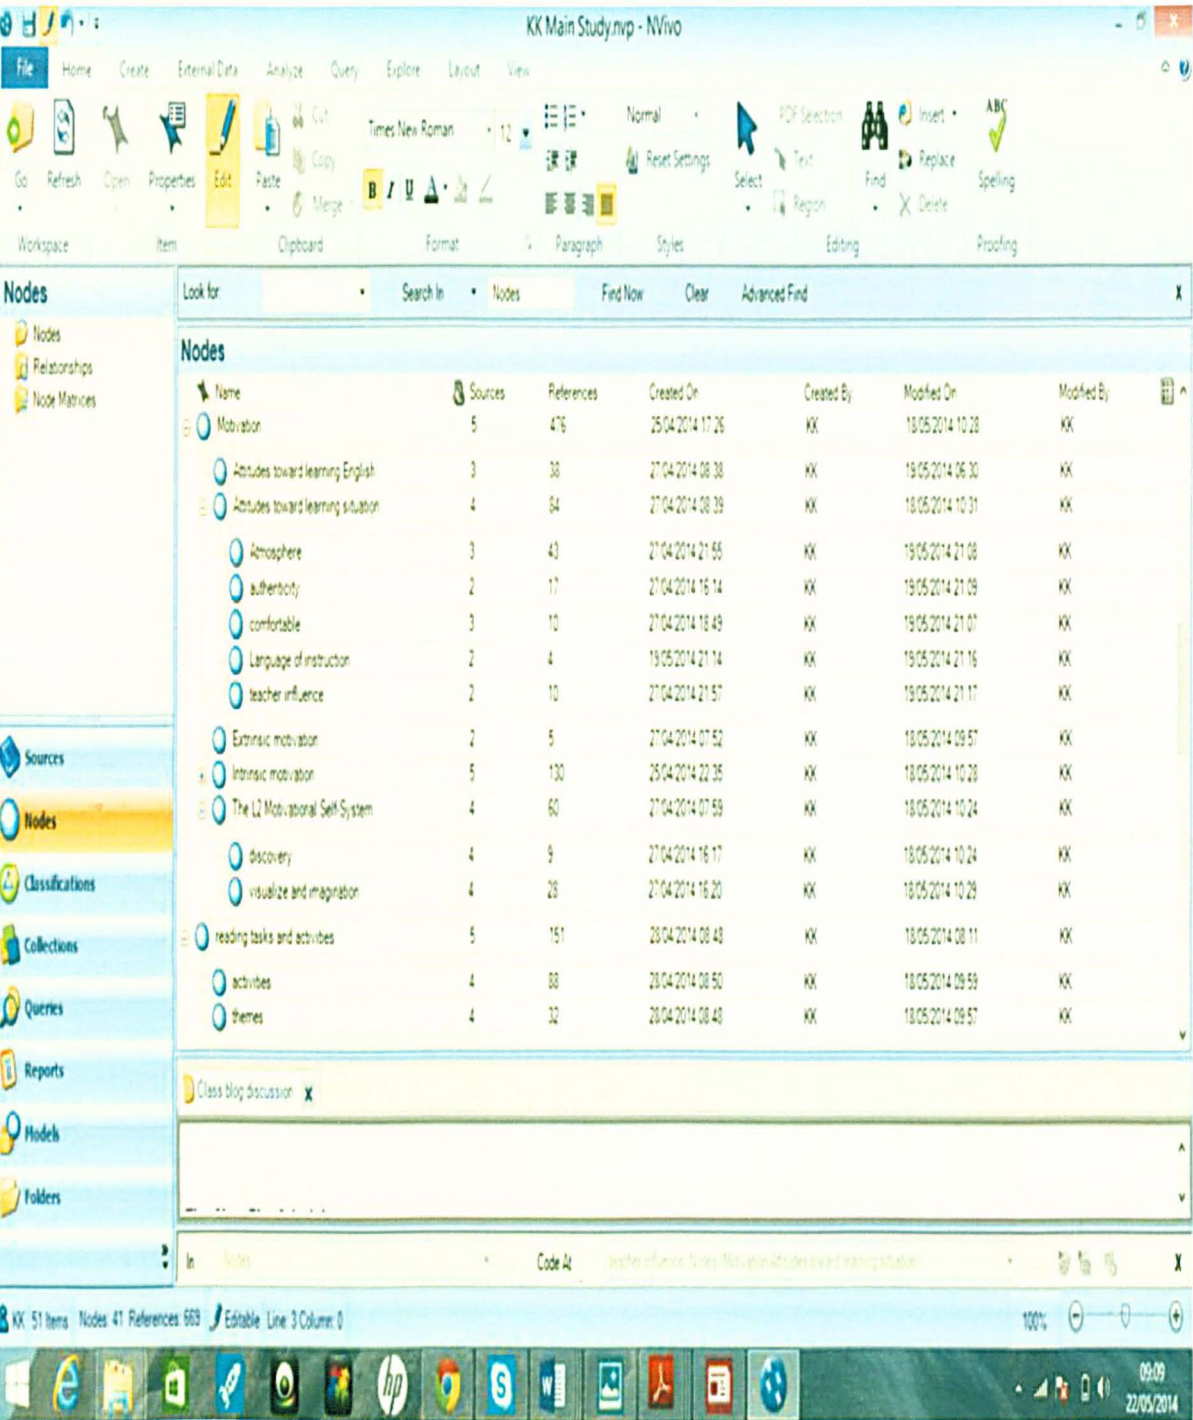 KK Main Study.nvp - NVivo
File Home Create External Data Analyze Query Explore Layout View
Go Refresh Open Properties Edit Paste Cut Copy Merge
Times New Roman 12
B I U A
Normal
Reset Settings
Select PDF Selection Text Region
Find Insert Replace Delete
ABC
Spelling
Workspace Item Clipboard Format Paragraph Styles Editing Proofing
Nodes
Nodes
Relationships
Node Matrices
Look for Search In Nodes Find Now Clear Advanced Find X
Nodes
Name Sources References Created On Created By Modified On Modified By
Motivation 5 476 25/04/2014 17:26 KK 18/05/2014 10:28 KK
Attitudes toward learning English 3 38 27/04/2014 08:38 KK 19/05/2014 06:30 KK
Attitudes toward learning situation 4 84 27/04/2014 08:39 KK 18/05/2014 10:31 KK
Atmosphere 3 43 27/04/2014 21:55 KK 19/05/2014 21:08 KK
authenticity 2 17 27/04/2014 16:14 KK 19/05/2014 21:09 KK
comfortable 3 10 27/04/2014 18:49 KK 19/05/2014 21:07 KK
Language of instruction 2 4 19/05/2014 21:14 KK 19/05/2014 21:16 KK
teacher influence 2 10 27/04/2014 21:57 KK 19/05/2014 21:17 KK
Extrinsic motivation 2 5 27/04/2014 07:52 KK 18/05/2014 09:57 KK
Intrinsic motivation 5 130 25/04/2014 22:35 KK 18/05/2014 10:28 KK
The L2 Motivational Self-System 4 60 27/04/2014 07:59 KK 18/05/2014 10:24 KK
discovery 4 9 27/04/2014 16:17 KK 18/05/2014 10:24 KK
visualize and imagination 4 28 27/04/2014 16:20 KK 18/05/2014 10:29 KK
reading tasks and activities 5 151 28/04/2014 08:48 KK 18/05/2014 08:11 KK
activities 4 88 28/04/2014 08:50 KK 18/05/2014 09:59 KK
themes 4 32 28/04/2014 08:48 KK 18/05/2014 09:57 KK
Sources
Nodes
Classifications
Collections
Queries
Reports
Models
Folders
Class blog discussion X
In Nodes Code At teacher influence Nodes Motivation Attitudes toward learning situation X
KK 51 Items Nodes: 41 References: 669 Editable Line: 3 Column: 0 100%
hp S W
09:09
22/05/2014